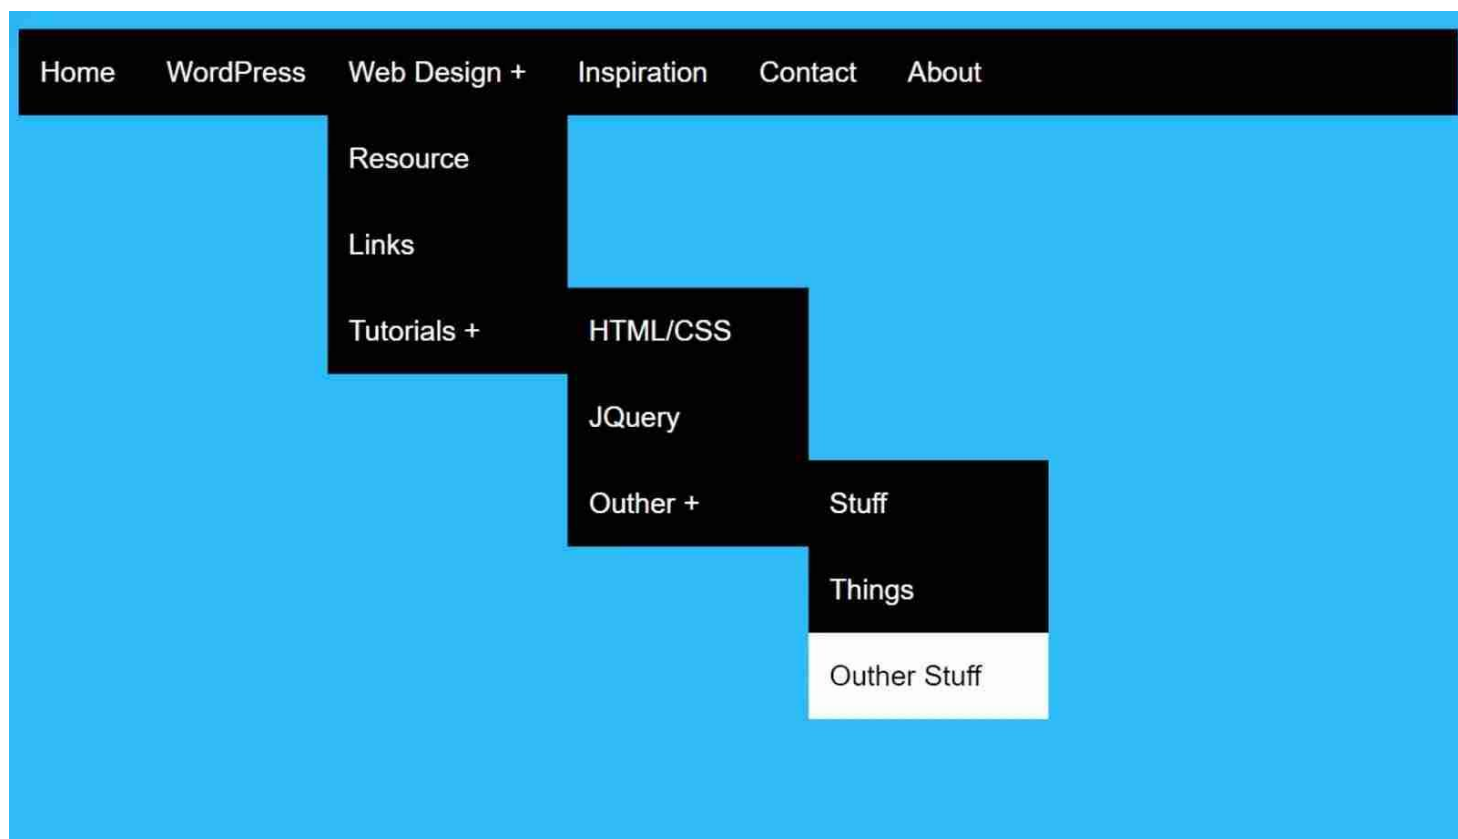 Home WordPress Web Design + Inspiration Contact About
Resource
Links
Tutorials + HTML/CSS
JQuery
Outher + Stuff
Things
Outher Stuff